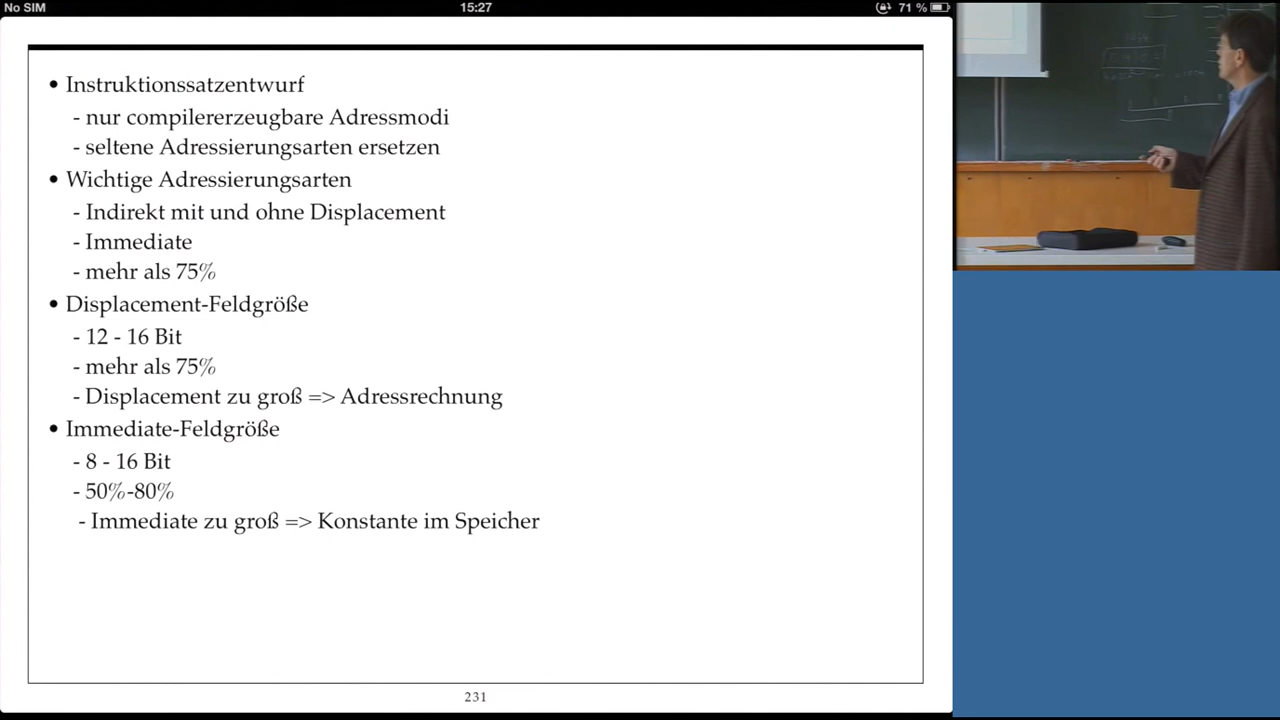 No SIM 15:27 71 %
• Instruktionssatzentwurf
- nur compilererzeugbare Adressmodi
- seltene Adressierungsarten ersetzen
• Wichtige Adressierungsarten
- Indirekt mit und ohne Displacement
- Immediate
- mehr als 75%
• Displacement-Feldgröße
- 12 - 16 Bit
- mehr als 75%
- Displacement zu groß => Adressrechnung
• Immediate-Feldgröße
- 8 - 16 Bit
- 50%-80%
- Immediate zu groß => Konstante im Speicher
231